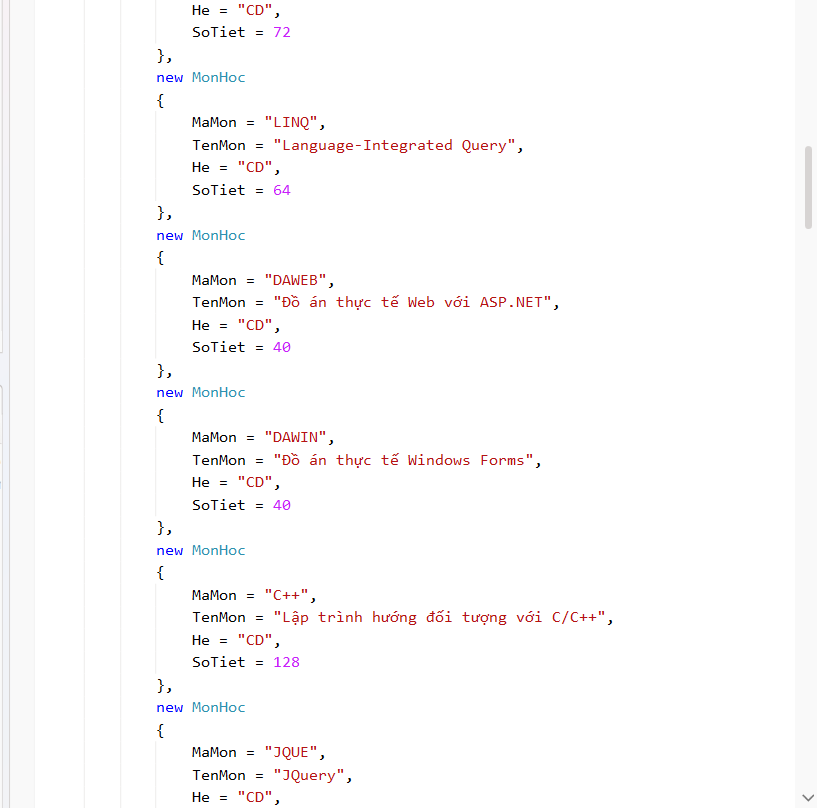 He = "CD",
SoTiet = 72
},
new MonHoc
{
MaMon = "LINQ",
TenMon = "Language-Integrated Query",
He = "CD",
SoTiet = 64
},
new MonHoc
{
MaMon = "DAWEB",
TenMon = "Đồ án thực tế Web với ASP.NET",
He = "CD",
SoTiet = 40
},
new MonHoc
{
MaMon = "DAWIN",
TenMon = "Đồ án thực tế Windows Forms",
He = "CD",
SoTiet = 40
},
new MonHoc
{
MaMon = "C++",
TenMon = "Lập trình hướng đối tượng với C/C++",
He = "CD",
SoTiet = 128
},
new MonHoc
{
MaMon = "JQUE",
TenMon = "JQuery",
He = "CD",